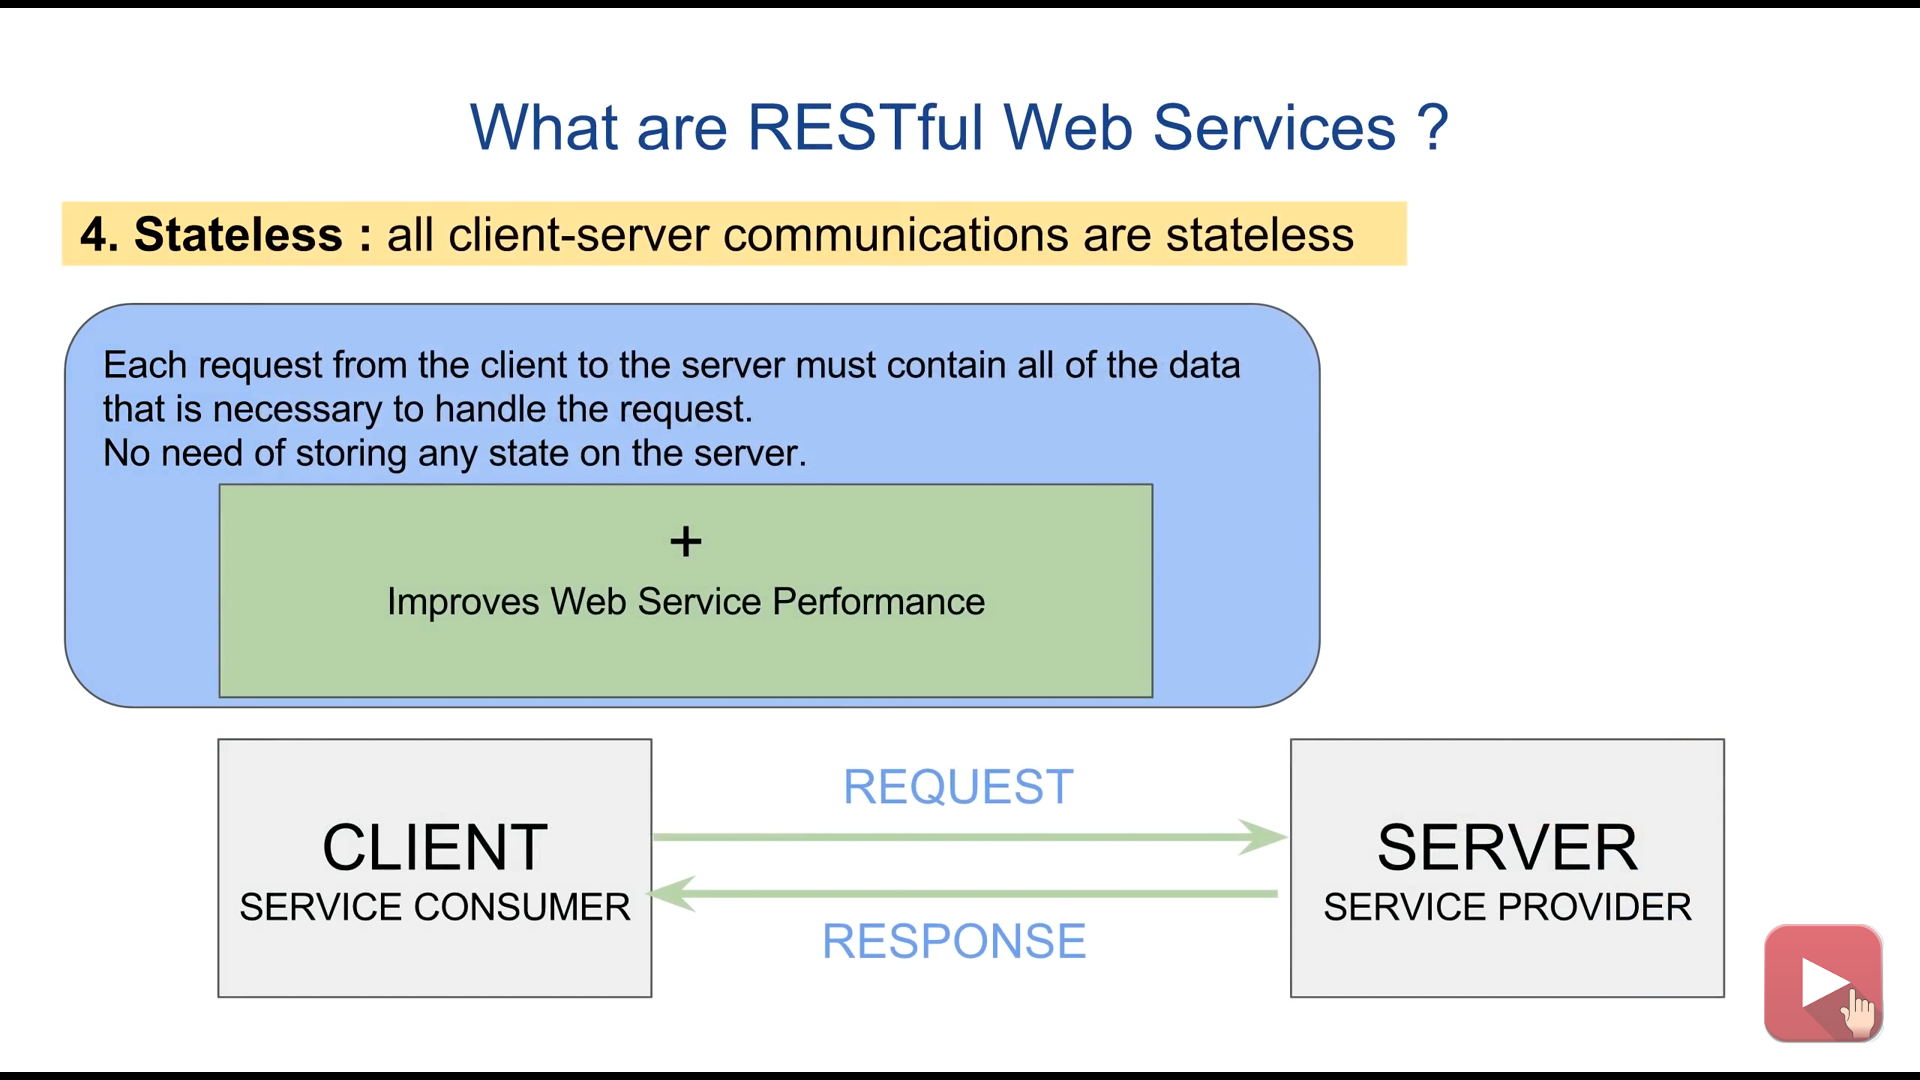 What are RESTful Web Services ?
4. Stateless : all client-server communications are stateless
Each request from the client to the server must contain all of the data
that is necessary to handle the request.
No need of storing any state on the server.
+
Improves Web Service Performance
CLIENT
SERVICE CONSUMER
REQUEST
RESPONSE
SERVER
SERVICE PROVIDER